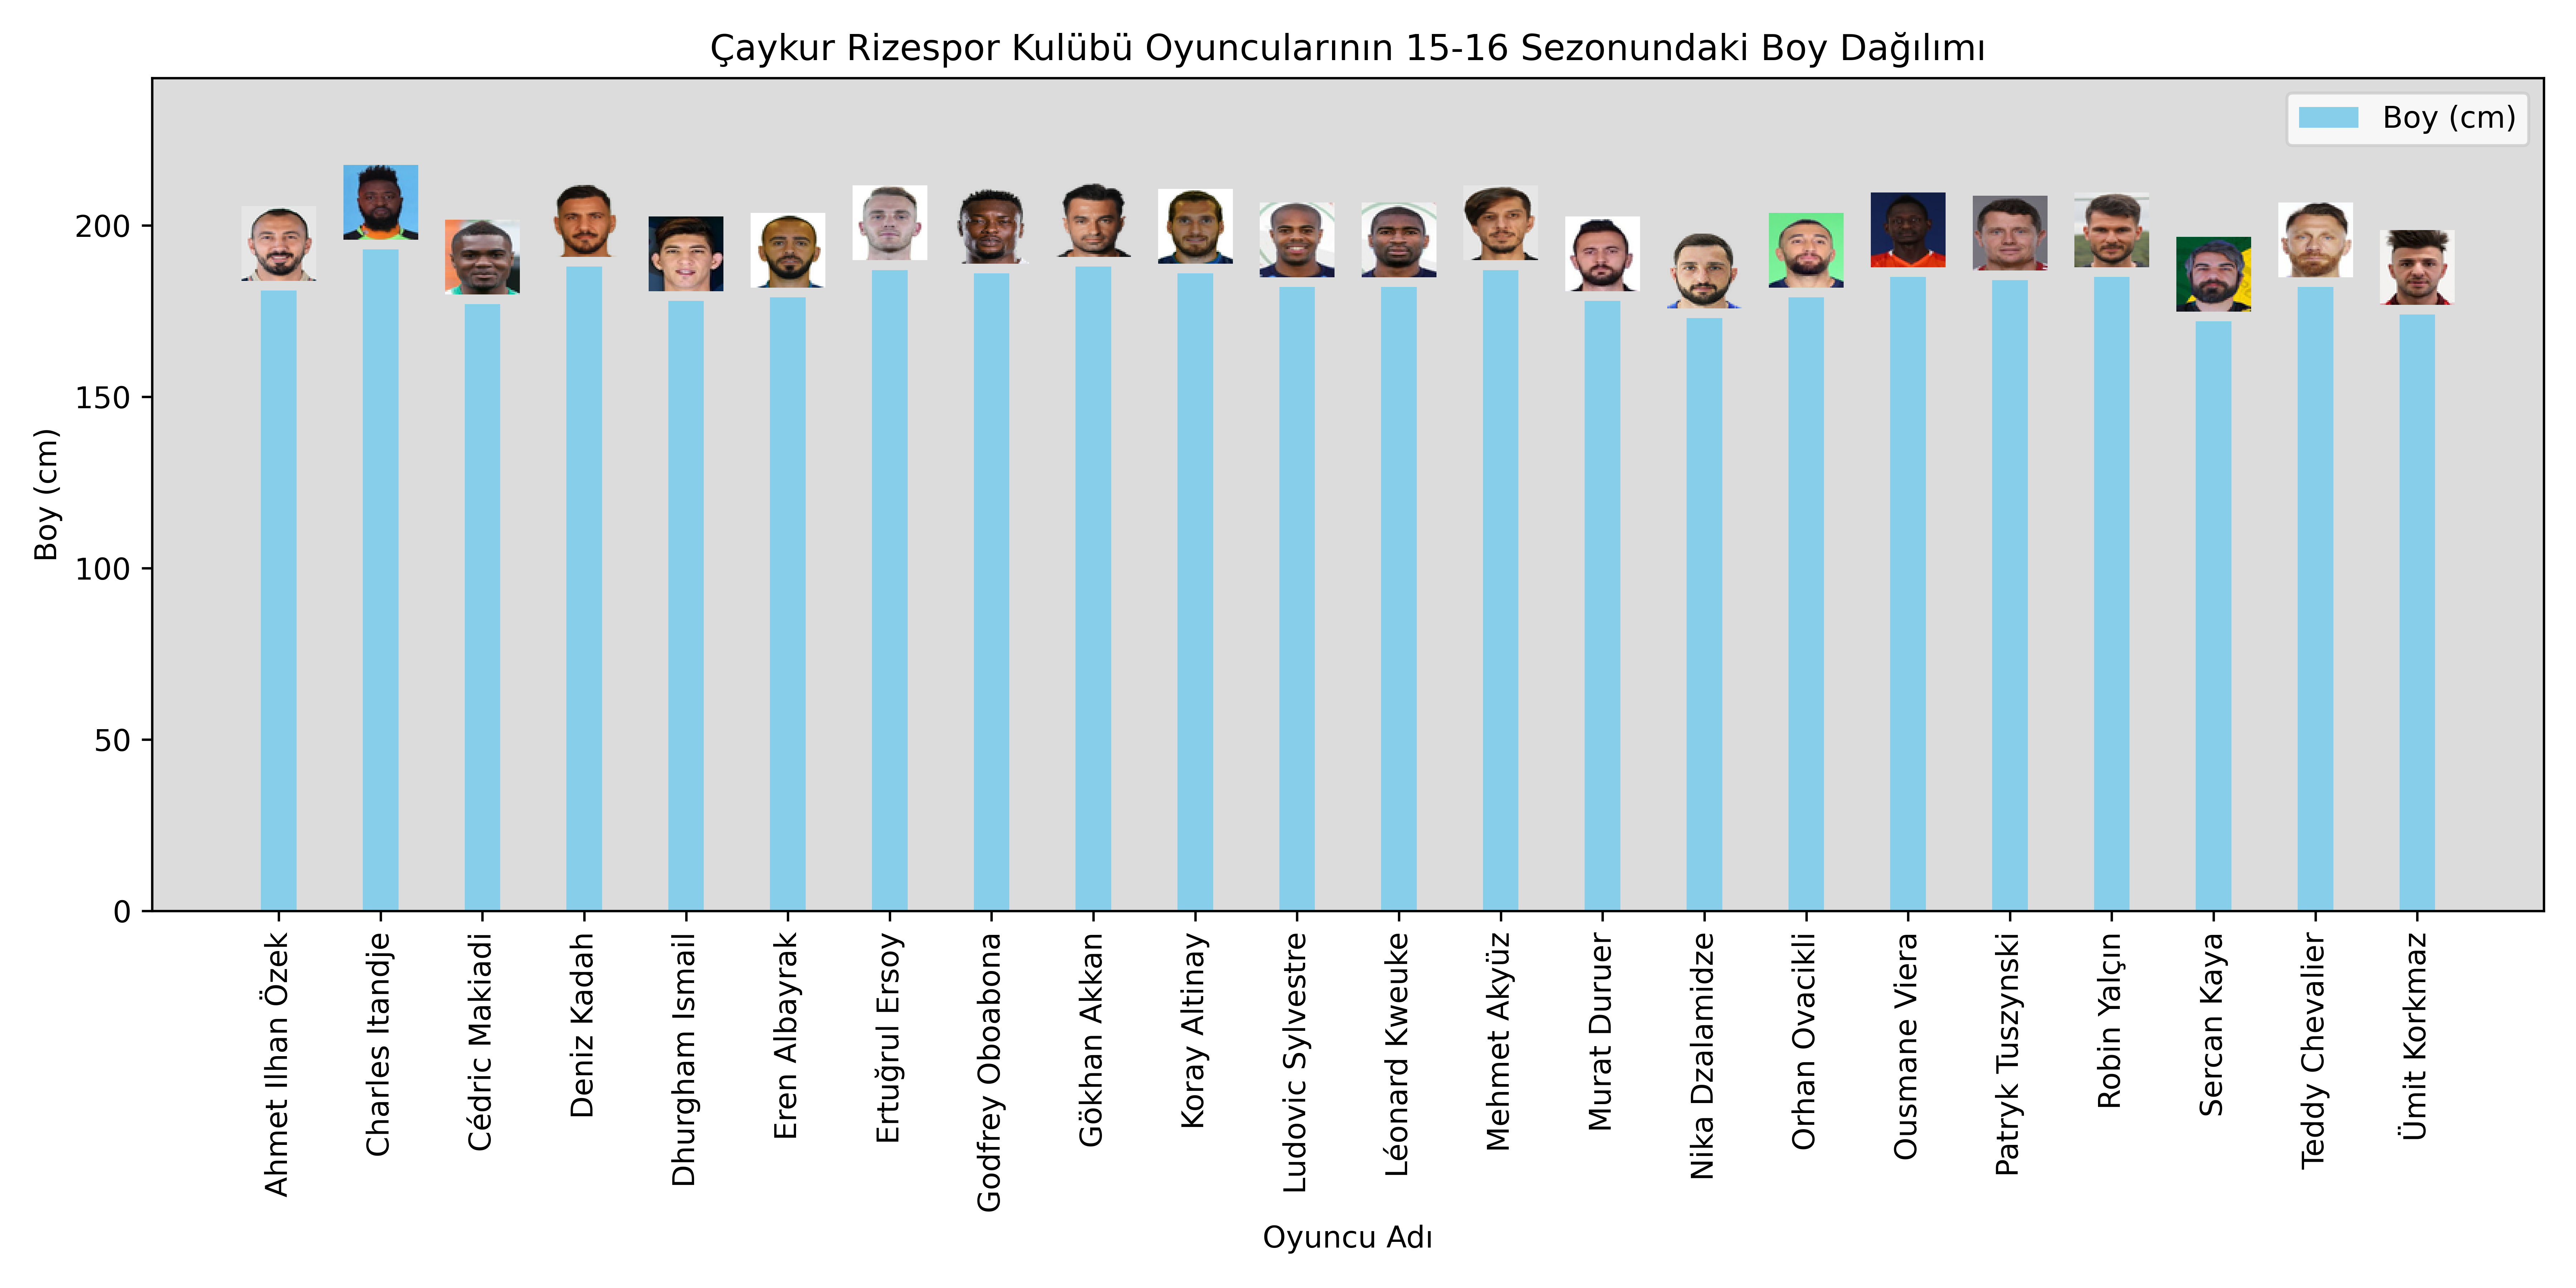 Çaykur Rizespor Kulübü Oyuncularının 15-16 Sezonundaki Boy Dağılımı
Boy (cm)
Boy (cm)
200
150
100
50
0
Ahmet Ilhan Özek
Charles Itandje
Cédric Makiadi
Deniz Kadah
Dhurgham Ismail
Eren Albayrak
Ertuğrul Ersoy
Godfrey Oboabona
Gökhan Akkan
Koray Altinay
Ludovic Sylvestre
Léonard Kweuke
Mehmet Akyüz
Murat Duruer
Nika Dzalamidze
Orhan Ovacikli
Ousmane Viera
Patryk Tuszynski
Robin Yalçın
Sercan Kaya
Teddy Chevalier
Ümit Korkmaz
Oyuncu Adı